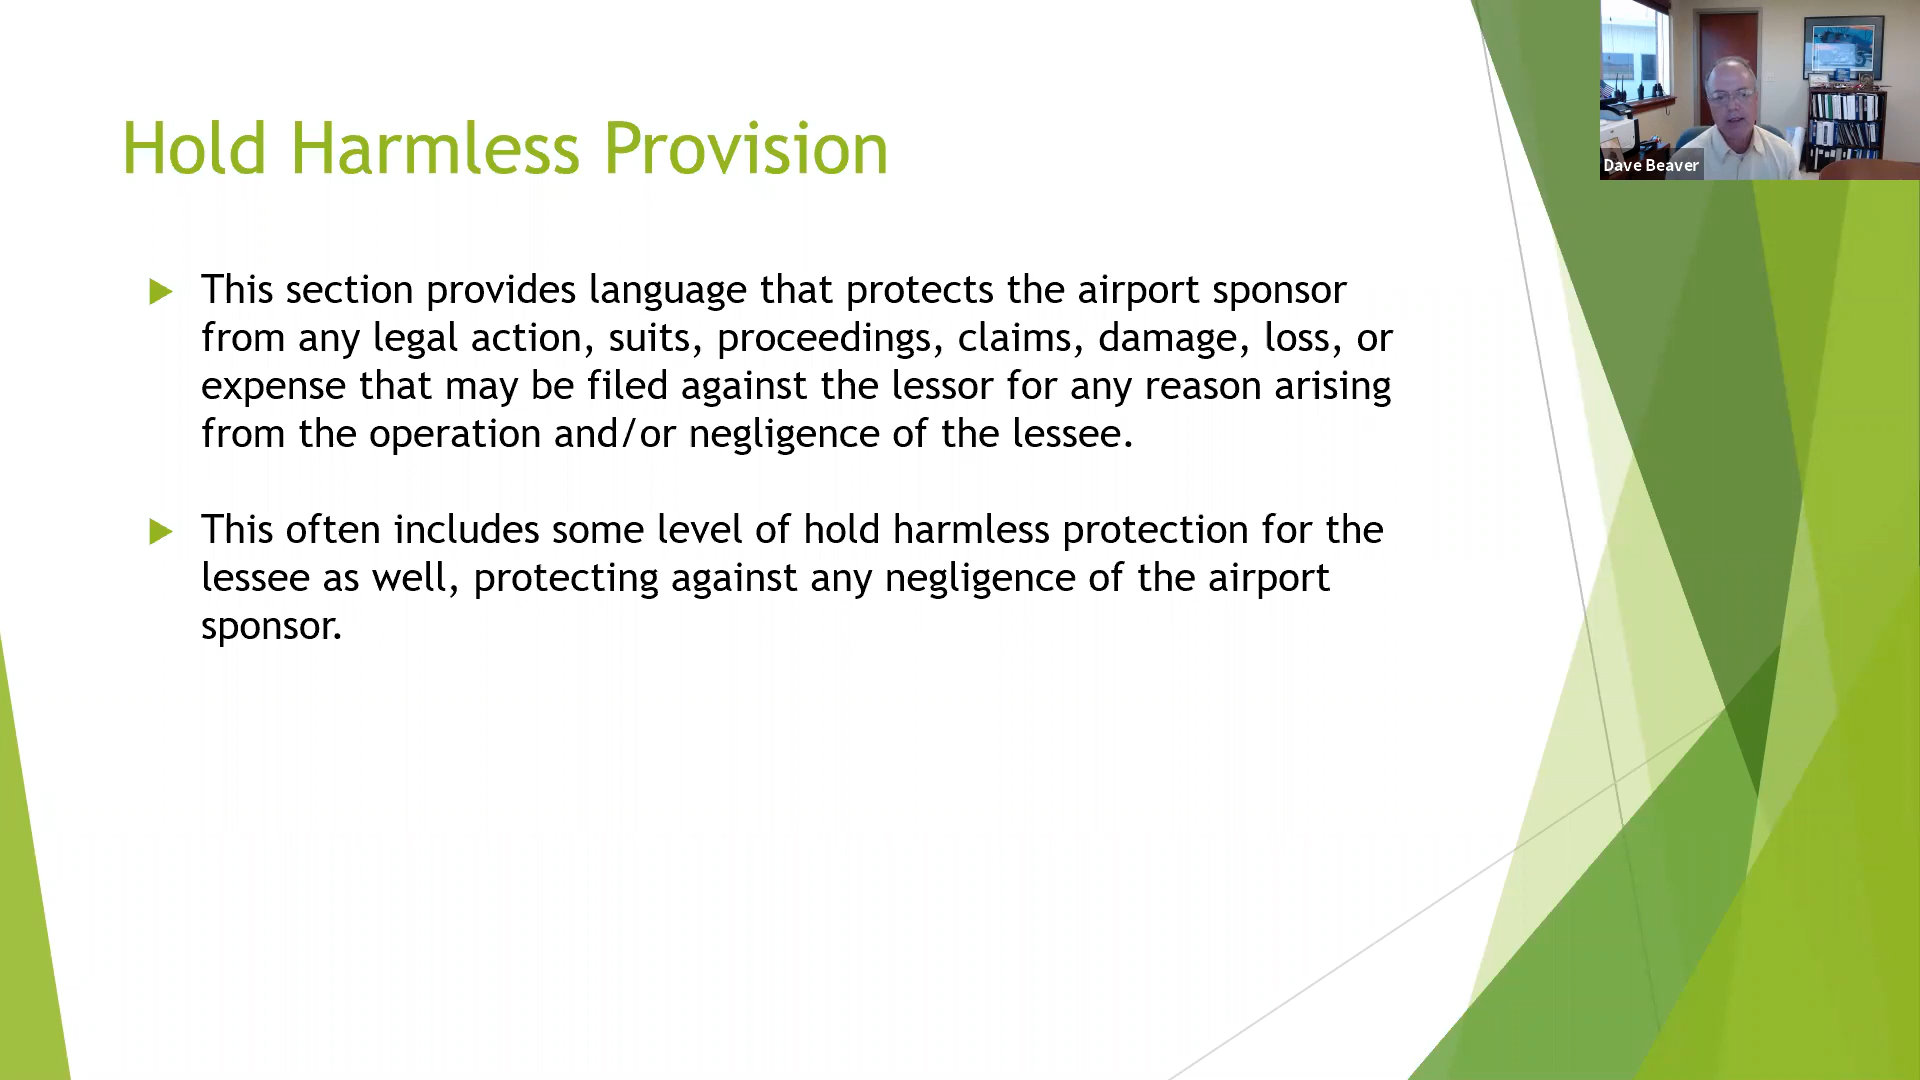 Hold Harmless Provision
This section provides language that protects the airport sponsor
from any legal action, suits, proceedings, claims, damage, loss, or
expense that may be filed against the lessor for any reason arising
from the operation and/or negligence of the lessee.
This often includes some level of hold harmless protection for the
lessee as well, protecting against any negligence of the airport
sponsor.
Dave Beaver